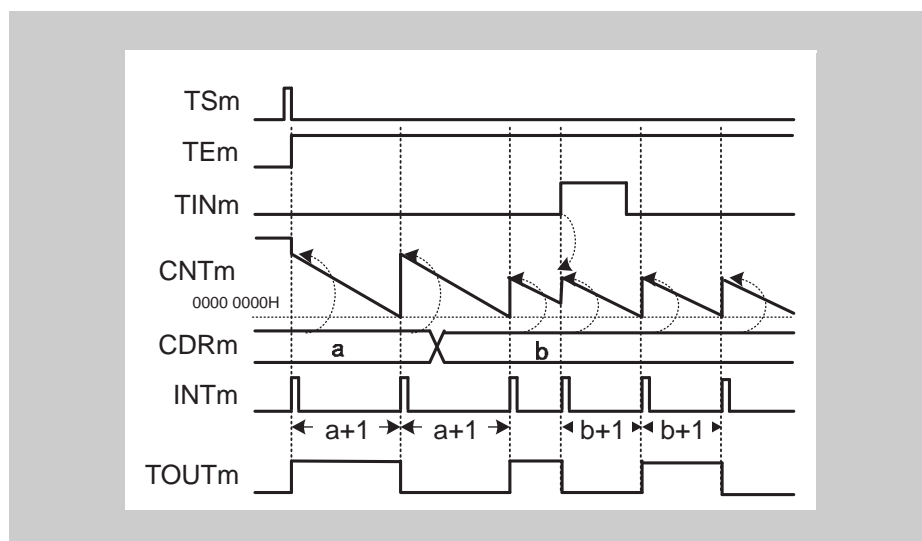 TSm
TEm
TINm
CNTm
0000 0000H
CDRm
a
b
INTm
a+1
a+1
b+1
b+1
TOUTm